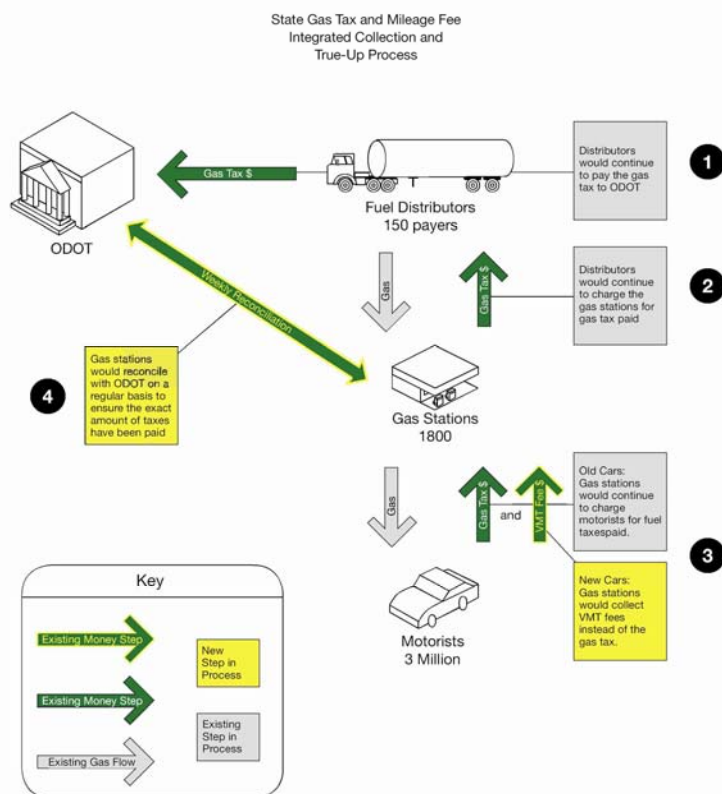 State Gas Tax and Mileage Fee
Integrated Collection and
True-Up Process
Gas Tax $
Distributors
would continue
to pay the gas
tax to ODOT
1
Fuel Distributors
150 payers
ODOT
Gas
Gas Tax $
Distributors
would continue
to charge the
gas stations for
gas tax paid
2
Weekly Reconciliation
4
Gas stations
would reconcile
with ODOT on a
regular basis to
ensure the exact
amount of taxes
have been paid
Gas Stations
1800
Gas
Gas Tax $
and
VMT Fee $
Old Cars:
Gas stations
would continue
to charge
motorists for fuel
taxespaid.
3
New Cars:
Gas stations
would collect
VMT fees
instead of the
gas tax.
Motorists
3 Million
Key
Existing Money Step
New
Step in
Process
Existing Money Step
Existing
Step in
Process
Existing Gas Flow